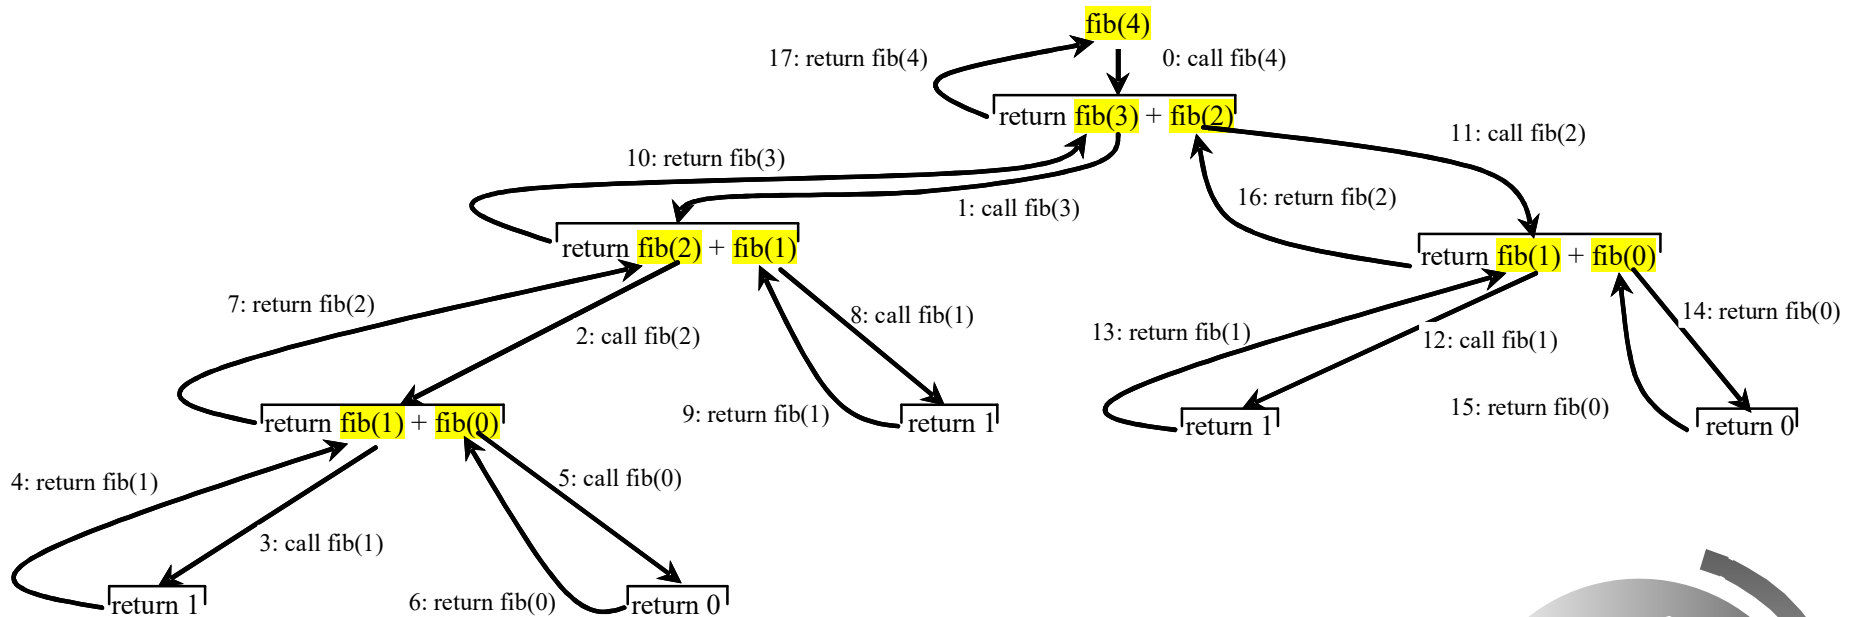 fib(4)
17: return fib(4)
0: call fib(4)
return fib(3) + fib(2)
11: call fib(2)
10: return fib(3)
16: return fib(2)
1: call fib(3)
return fib(2) + fib(1)
return fib(1) + fib(0)
7: return fib(2)
8: call fib(1)
14: return fib(0)
13: return fib(1)
2: call fib(2)
12: call fib(1)
9: return fib(1)
15: return fib(0)
return fib(1) + fib(0)
return 1
return 1
return 0
4: return fib(1)
5: call fib(0)
3: call fib(1)
6: return fib(0)
return 1
return 0